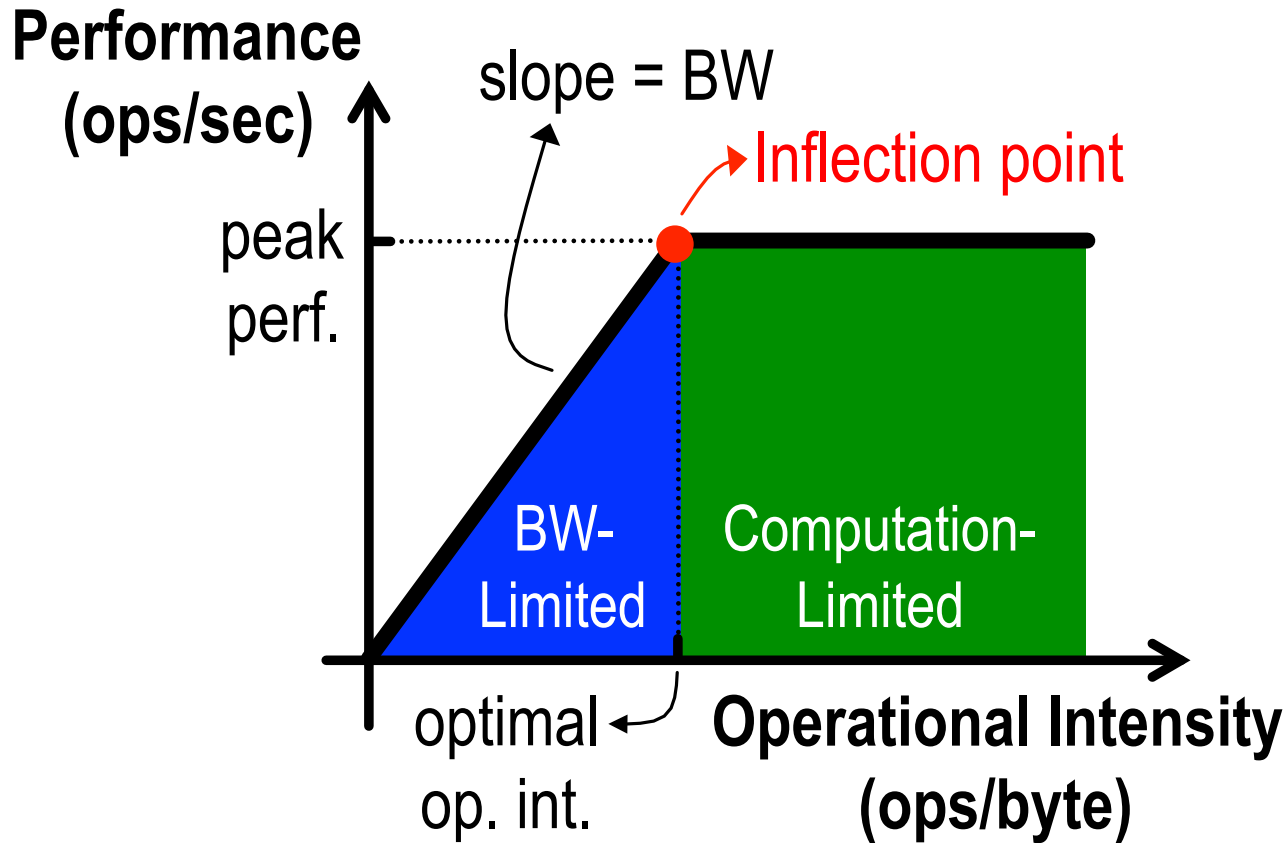 Performance
(ops/sec)
slope = BW
Inflection point
peak
perf.
BW-
Limited
Computation-
Limited
optimal
op. int.
Operational Intensity
(ops/byte)